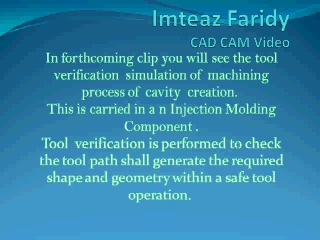 Imteaz Faridy
CAD CAM Video
In forthcoming clip you will see the tool
verification simulation of machining
process of cavity creation.
This is carried in a n Injection Molding
Component .
Tool verification is performed to check
the tool path shall generate the required
shape and geometry within a safe tool
operation.